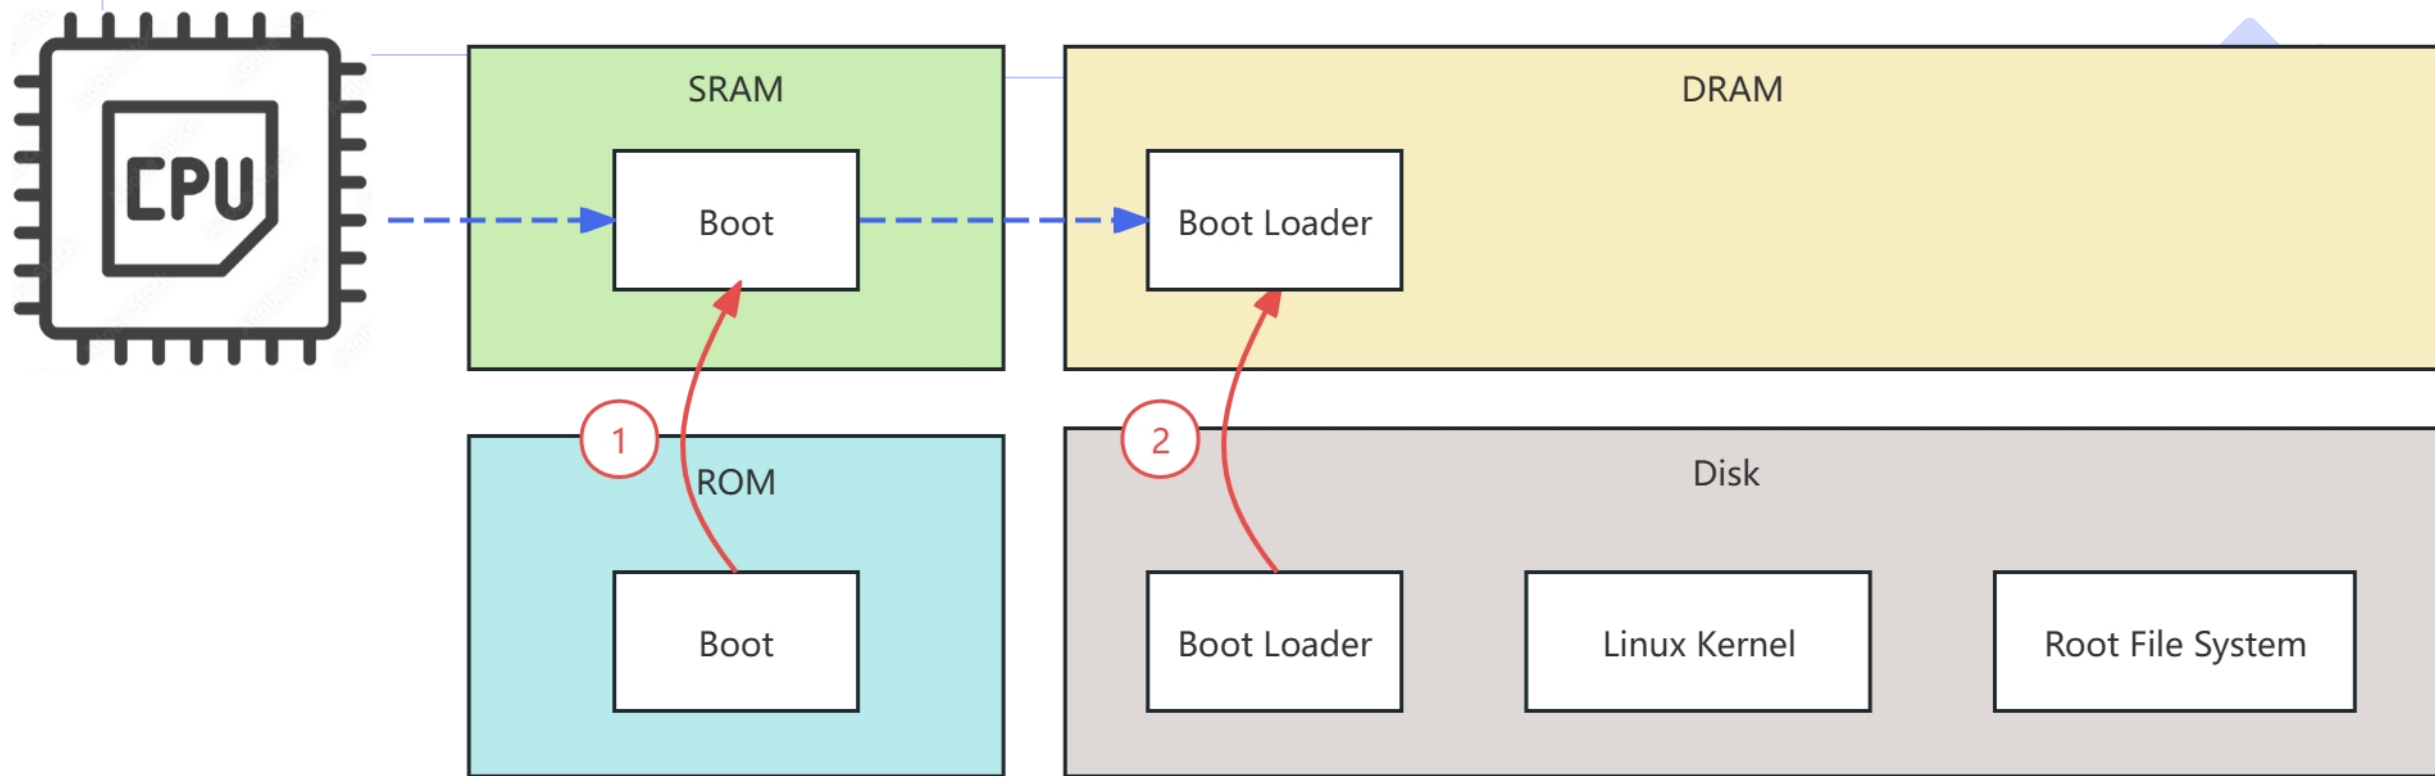 CPU
SRAM
Boot
DRAM
Boot Loader
1
ROM
Boot
2
Disk
Boot Loader
Linux Kernel
Root File System